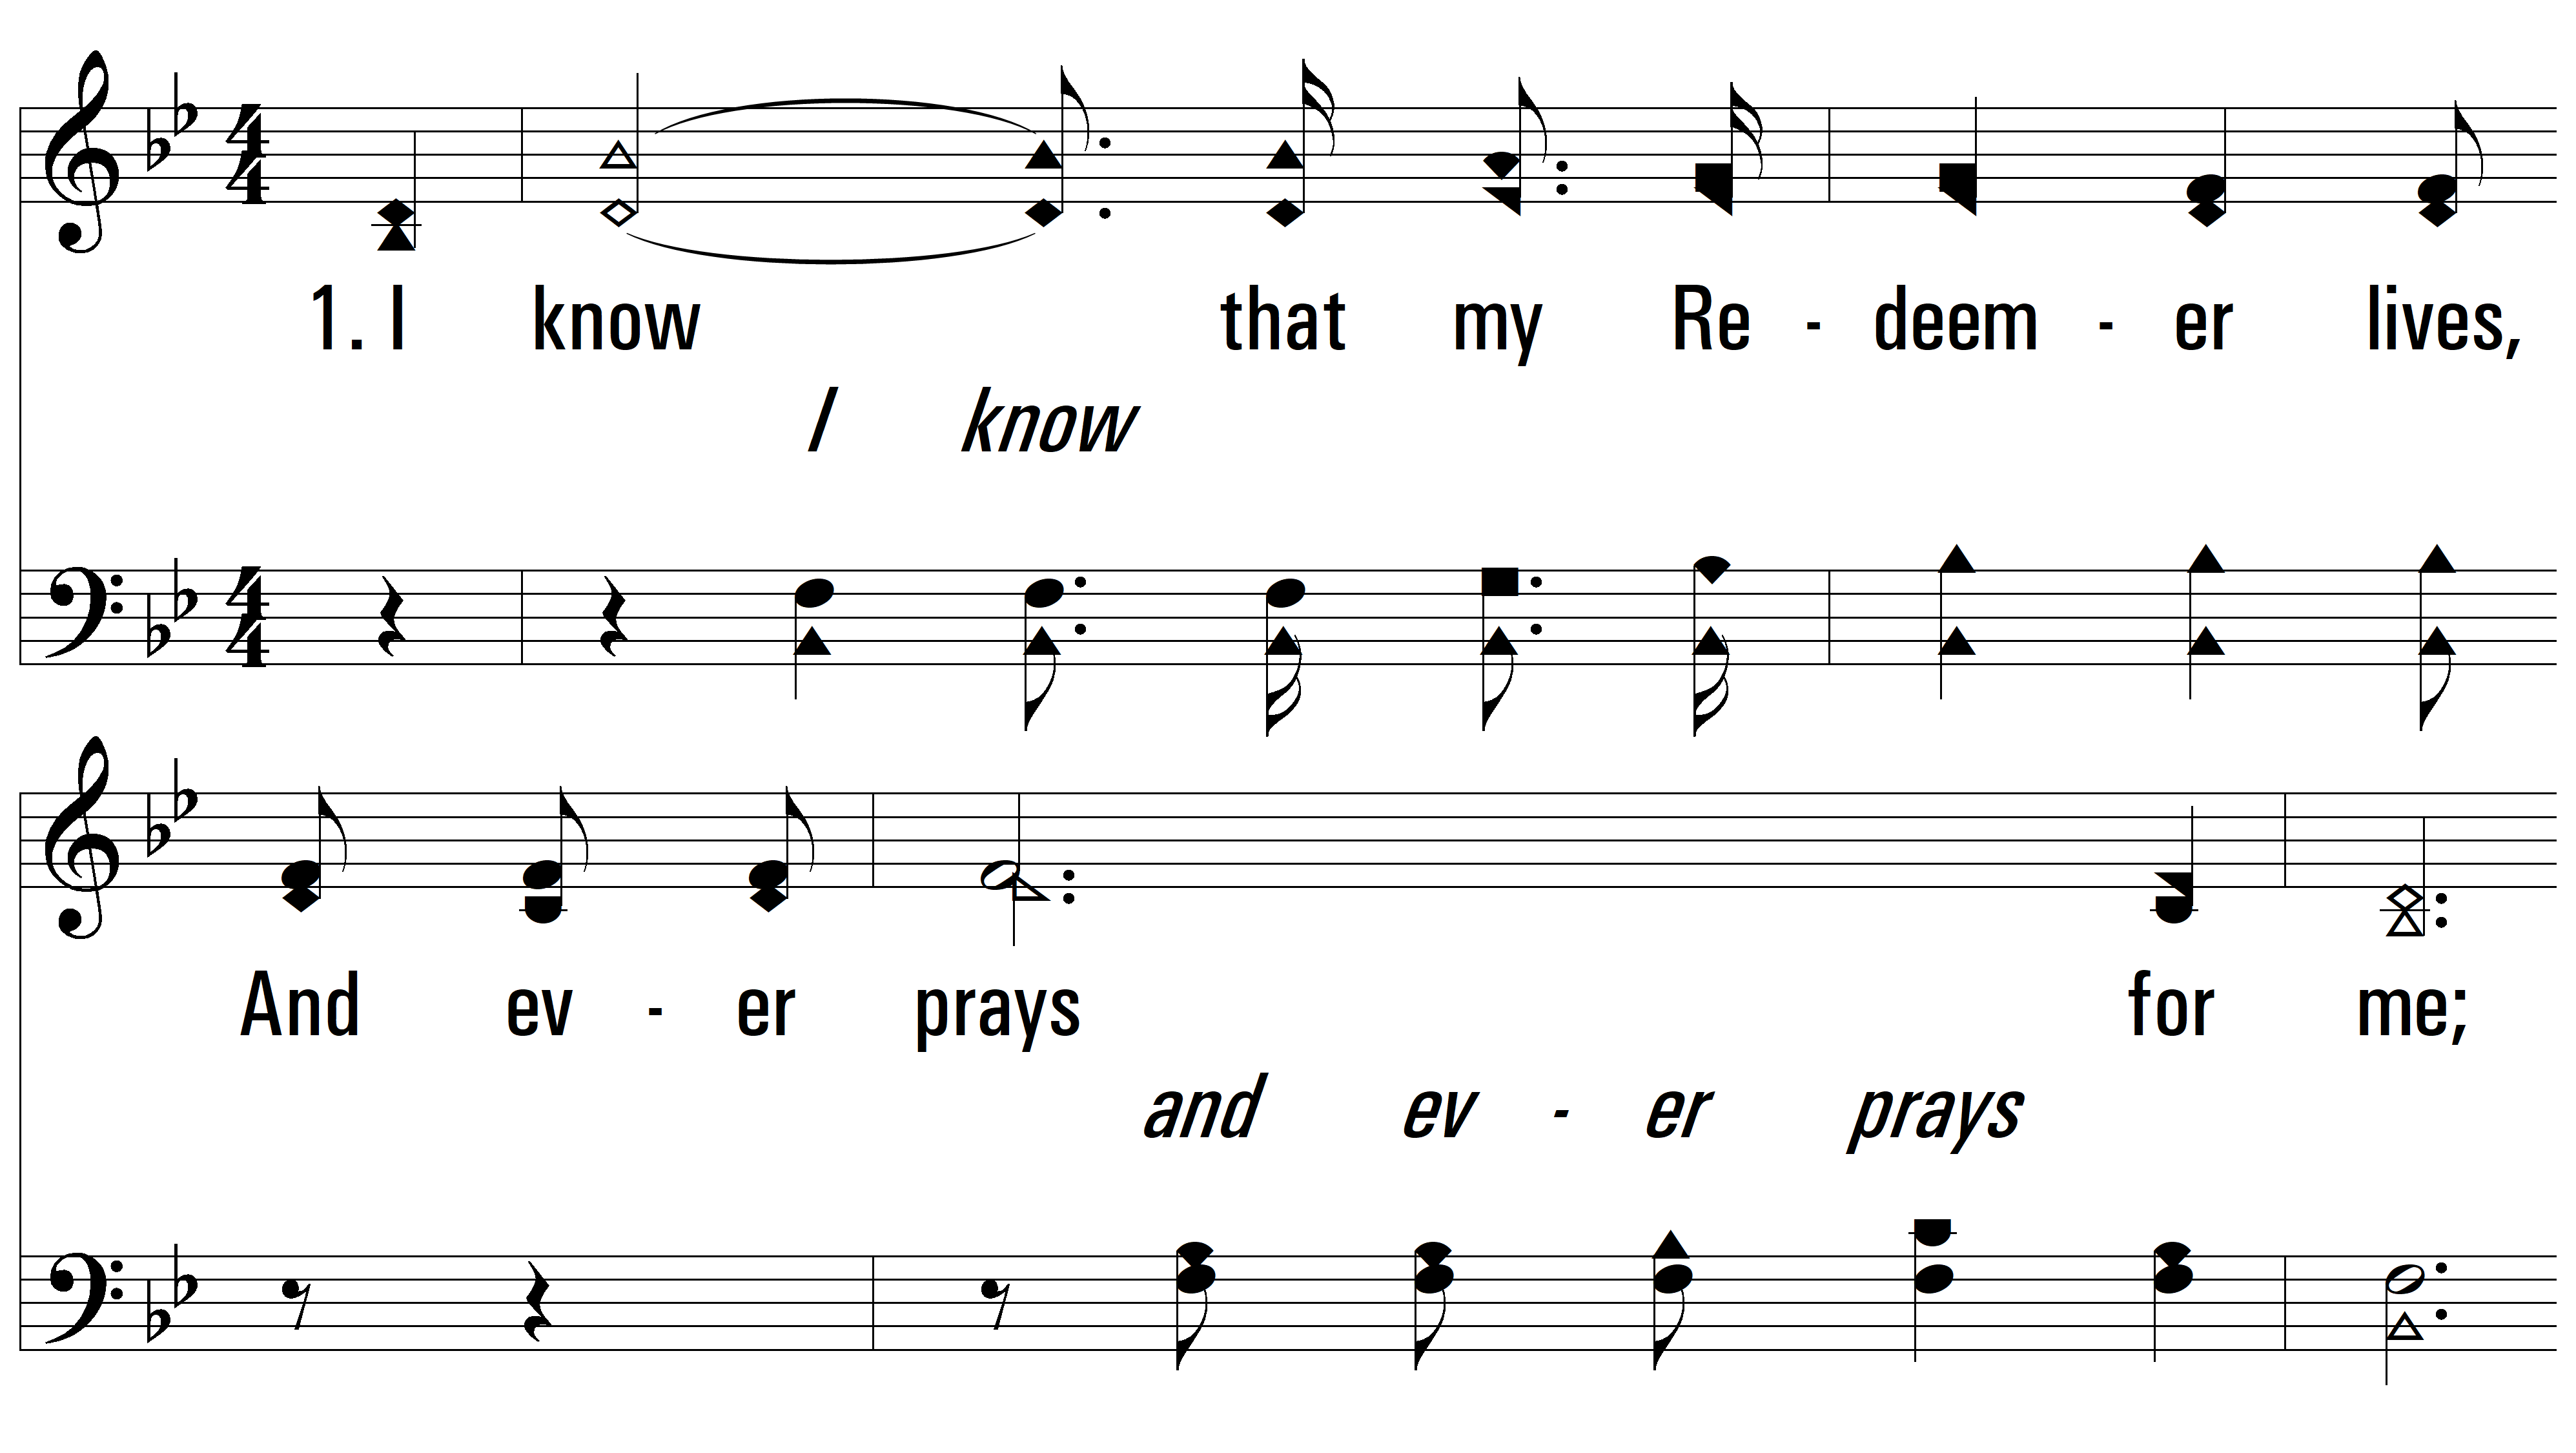 1. I know that my Re - deem - er lives,
I know
And ev - er prays for me;
and ev - er prays